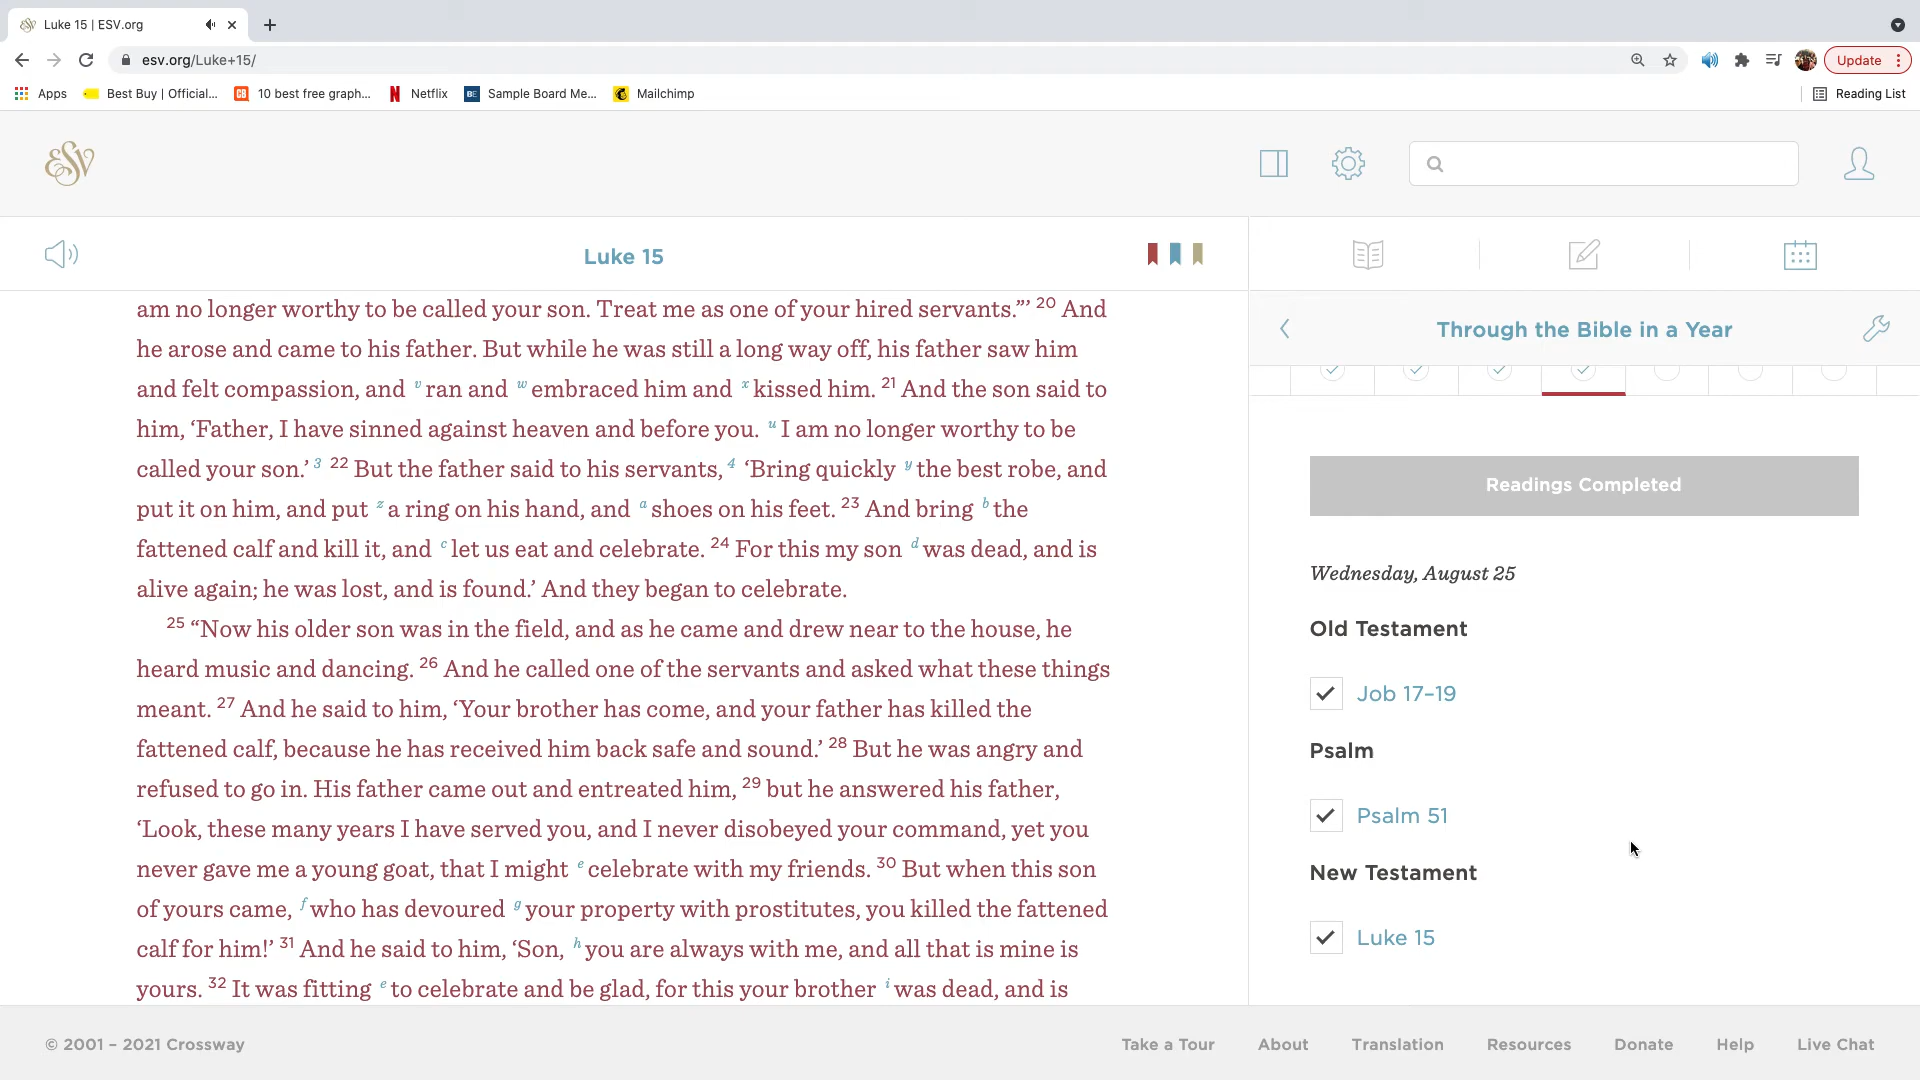 Luke 15 | ESV.org
esv.org/Luke+15/
Update
Apps
Best Buy | Official...
10 best free graph...
Netflix
Sample Board Me...
Mailchimp
Reading List
ESV
Luke 15
am no longer worthy to be called your son. Treat me as one of your hired servants.”’ 20 And
he arose and came to his father. But while he was still a long way off, his father saw him
and felt compassion, and v ran and w embraced him and x kissed him. 21 And the son said to
him, ‘Father, I have sinned against heaven and before you. u I am no longer worthy to be
called your son.’ 3 22 But the father said to his servants, 4 ‘Bring quickly y the best robe, and
put it on him, and put z a ring on his hand, and a shoes on his feet. 23 And bring b the
fattened calf and kill it, and c let us eat and celebrate. 24 For this my son d was dead, and is
alive again; he was lost, and is found.’ And they began to celebrate.
25 “Now his older son was in the field, and as he came and drew near to the house, he
heard music and dancing. 26 And he called one of the servants and asked what these things
meant. 27 And he said to him, ‘Your brother has come, and your father has killed the
fattened calf, because he has received him back safe and sound.’ 28 But he was angry and
refused to go in. His father came out and entreated him, 29 but he answered his father,
‘Look, these many years I have served you, and I never disobeyed your command, yet you
never gave me a young goat, that I might e celebrate with my friends. 30 But when this son
of yours came, f who has devoured g your property with prostitutes, you killed the fattened
calf for him!’ 31 And he said to him, ‘Son, h you are always with me, and all that is mine is
yours. 32 It was fitting e to celebrate and be glad, for this your brother i was dead, and is
Through the Bible in a Year
Readings Completed
Wednesday, August 25
Old Testament
Job 17–19
Psalm
Psalm 51
New Testament
Luke 15
© 2001 – 2021 Crossway
Take a Tour
About
Translation
Resources
Donate
Help
Live Chat